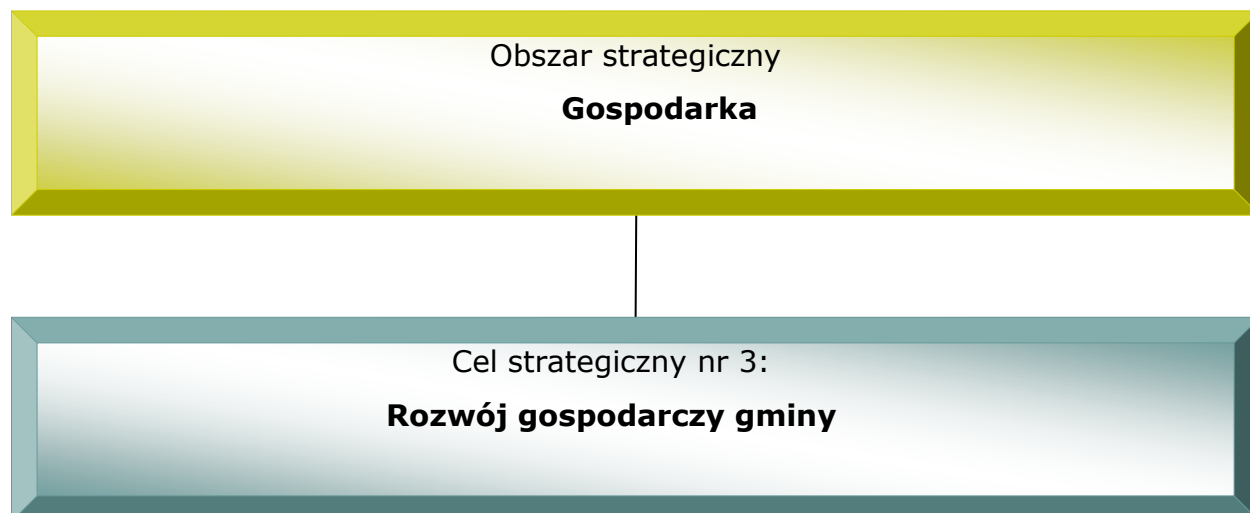 Obszar strategiczny
Gospodarka
Cel strategiczny nr 3:
Rozwój gospodarczy gminy